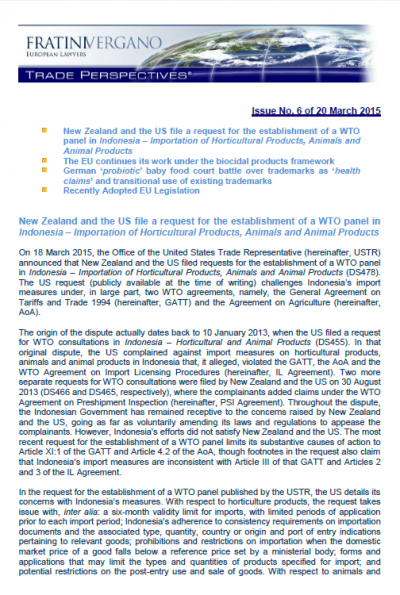 FRATINIVERGANO
EUROPEAN LAWYERS
TRADE PERSPECTIVES®
Issue No. 6 of 20 March 2015
New Zealand and the US file a request for the establishment of a WTO
panel in Indonesia – Importation of Horticultural Products, Animals and
Animal Products
The EU continues its work under the biocidal products framework
German 'probiotic' baby food court battle over trademarks as 'health
claims' and transitional use of existing trademarks
Recently Adopted EU Legislation
New Zealand and the US file a request for the establishment of a WTO panel in
Indonesia – Importation of Horticultural Products, Animals and Animal Products
On 18 March 2015, the Office of the United States Trade Representative (hereinafter, USTR)
announced that New Zealand and the US filed requests for the establishment of a WTO panel
in Indonesia – Importation of Horticultural Products, Animals and Animal Products (DS478).
The US request (publicly available at the time of writing) challenges Indonesia's import
measures under, in large part, two WTO agreements, namely, the General Agreement on
Tariffs and Trade 1994 (hereinafter, GATT) and the Agreement on Agriculture (hereinafter,
AoA).
The origin of the dispute actually dates back to 10 January 2013, when the US filed a request
for WTO consultations in Indonesia – Horticultural and Animal Products (DS455). In that
original dispute, the US complained against import measures on horticultural products,
animals and animal products in Indonesia that, it alleged, violated the GATT, the AoA and the
WTO Agreement on Import Licensing Procedures (hereinafter, IL Agreement). Two more
separate requests for WTO consultations were filed by New Zealand and the US on 30 August
2013 (DS466 and DS465, respectively), where the complainants added claims under the WTO
Agreement on Preshipment Inspection (hereinafter, PSI Agreement). Throughout the dispute,
the Indonesian Government has remained receptive to the concerns raised by New Zealand
and the US, going as far as voluntarily amending its laws and regulations to appease the
complainants. However, Indonesia's efforts did not satisfy New Zealand and the US. The most
recent request for the establishment of a WTO panel limits its substantive causes of action to
Article XI:1 of the GATT and Article 4.2 of the AoA, though footnotes in the request also claim
that Indonesia's import measures are inconsistent with Article III of that GATT and Articles 2
and 3 of the IL Agreement.
In the request for the establishment of a WTO panel published by the USTR, the US details its
concerns with Indonesia's measures. With respect to horticulture products, the request takes
issue with, inter alia: a six-month validity limit for imports, with limited periods of application
prior to each import period; Indonesia's adherence to consistency requirements on importation
documents and the associated type, quantity, country or origin and port of entry indications
pertaining to relevant goods; prohibitions and restrictions on importation when the domestic
market price of a good falls below a reference price set by a ministerial body; forms and
applications that may limit the types and quantities of products specified for import; and
potential restrictions on the post-entry use and sale of goods. With respect to animals and